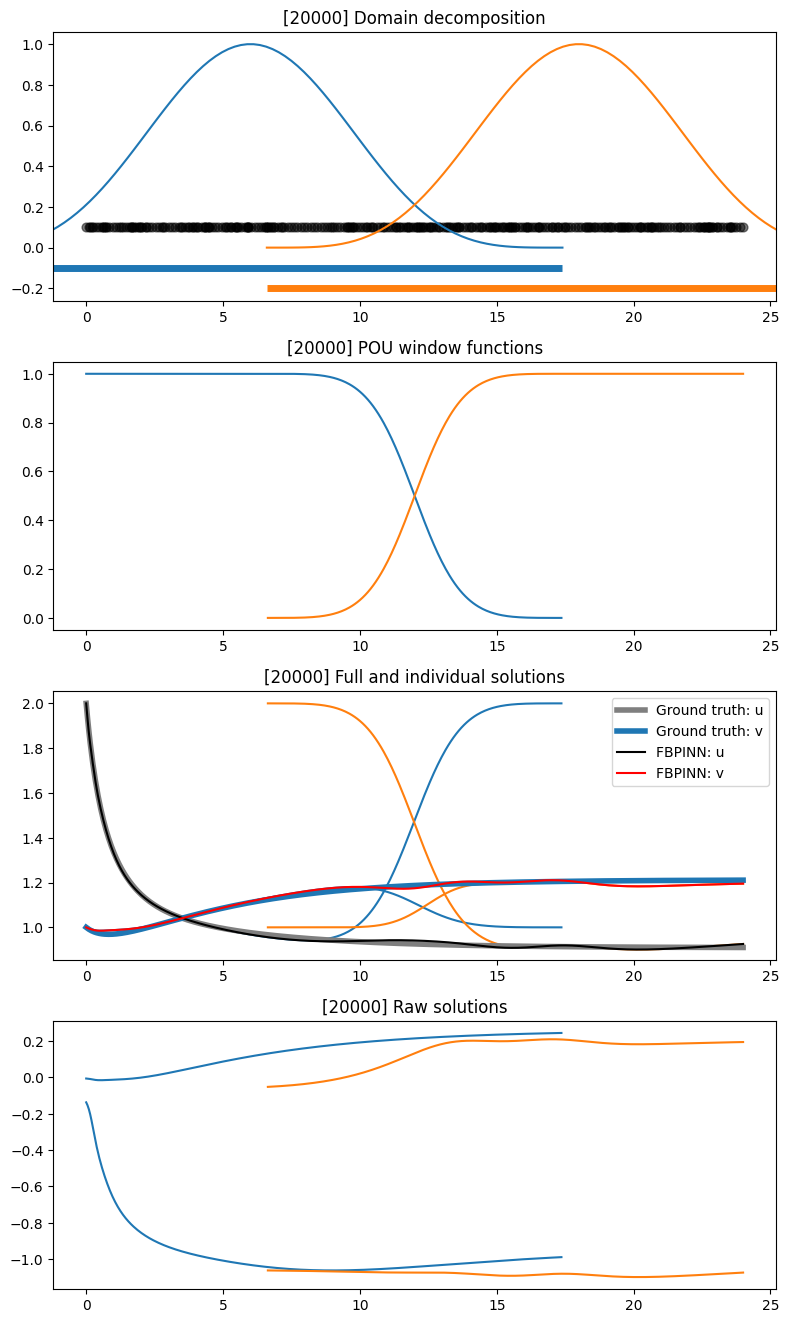 [20000] Domain decomposition
1.0
0.8
0.6
0.4
0.2
0.0
−0.2
0 5 10 15 20 25
[20000] POU window functions
1.0
0.8
0.6
0.4
0.2
0.0
0 5 10 15 20 25
[20000] Full and individual solutions
2.0
1.8
1.6
1.4
1.2
1.0
Ground truth: u
Ground truth: v
FBPINN: u
FBPINN: v
0 5 10 15 20 25
[20000] Raw solutions
0.2
0.0
−0.2
−0.4
−0.6
−0.8
−1.0
0 5 10 15 20 25